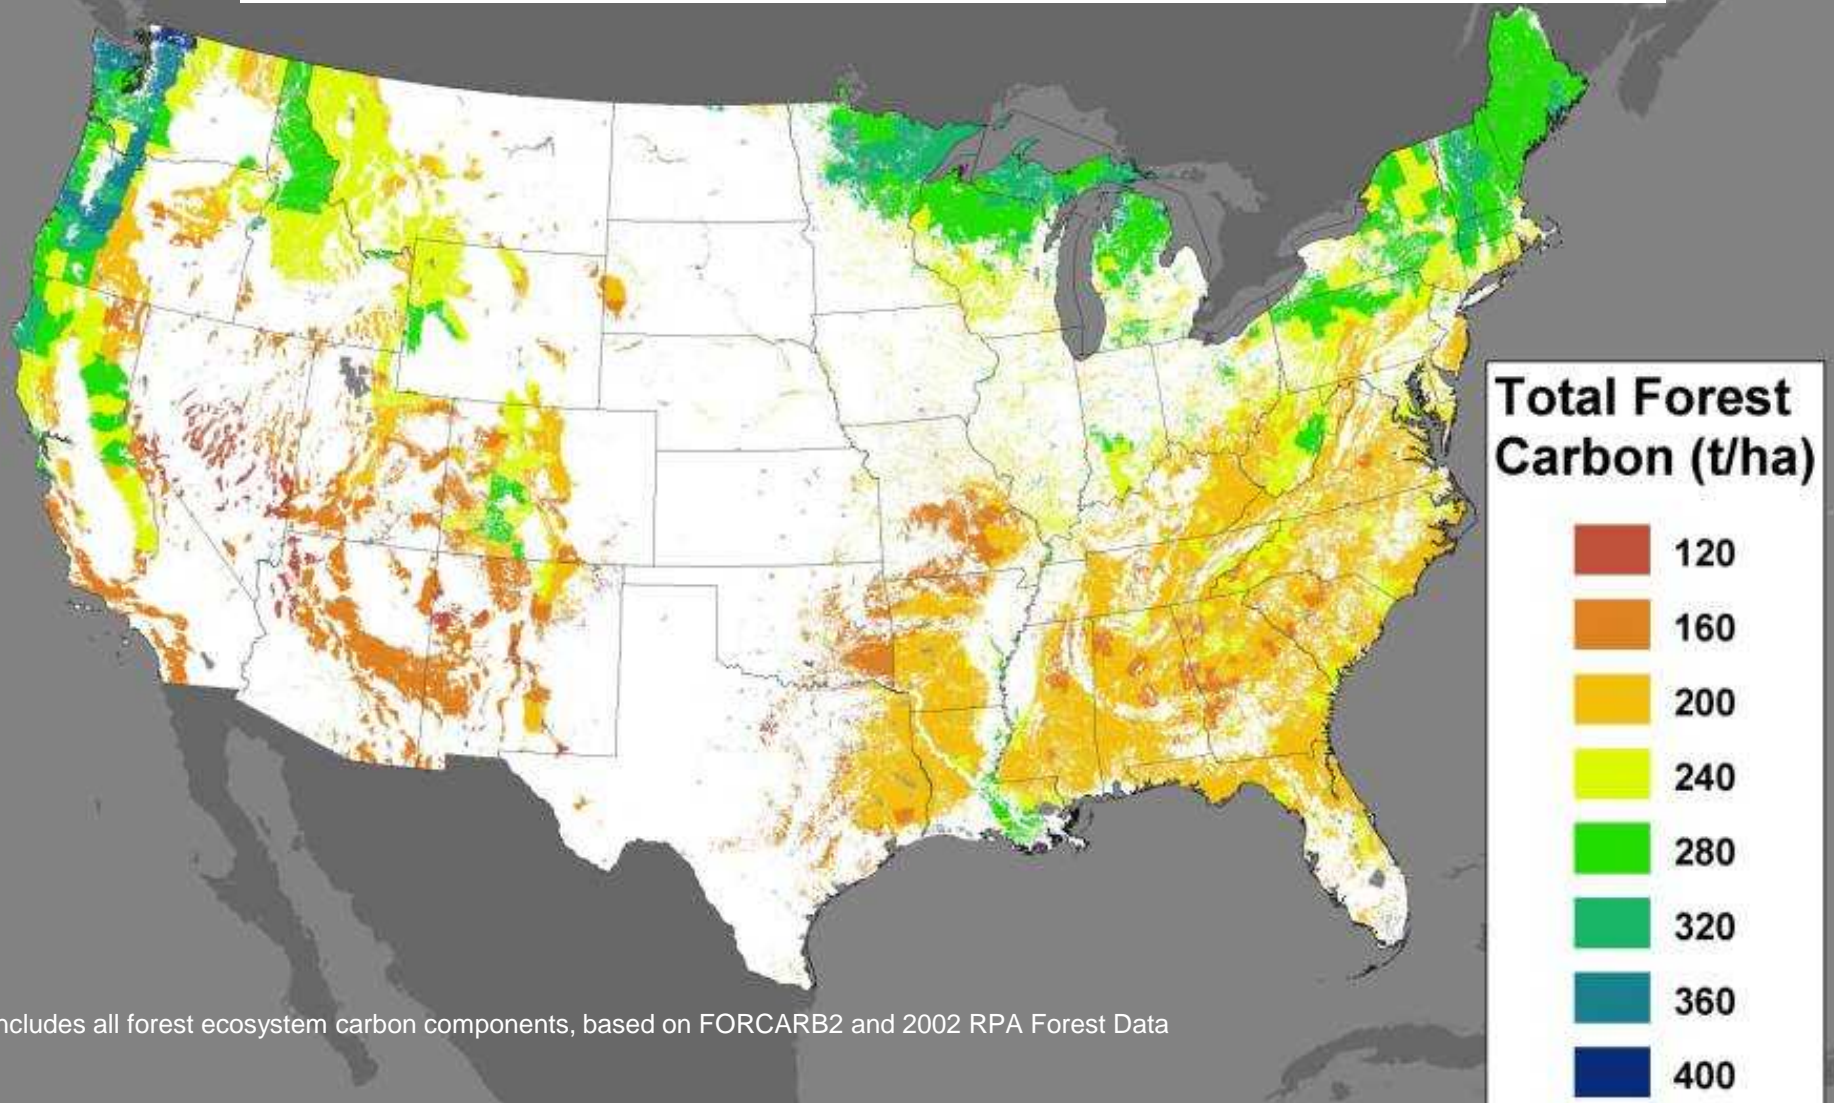 Total Forest
Carbon (t/ha)
120
160
200
240
280
320
360
400
ncludes all forest ecosystem carbon components, based on FORCARB2 and 2002 RPA Forest Data